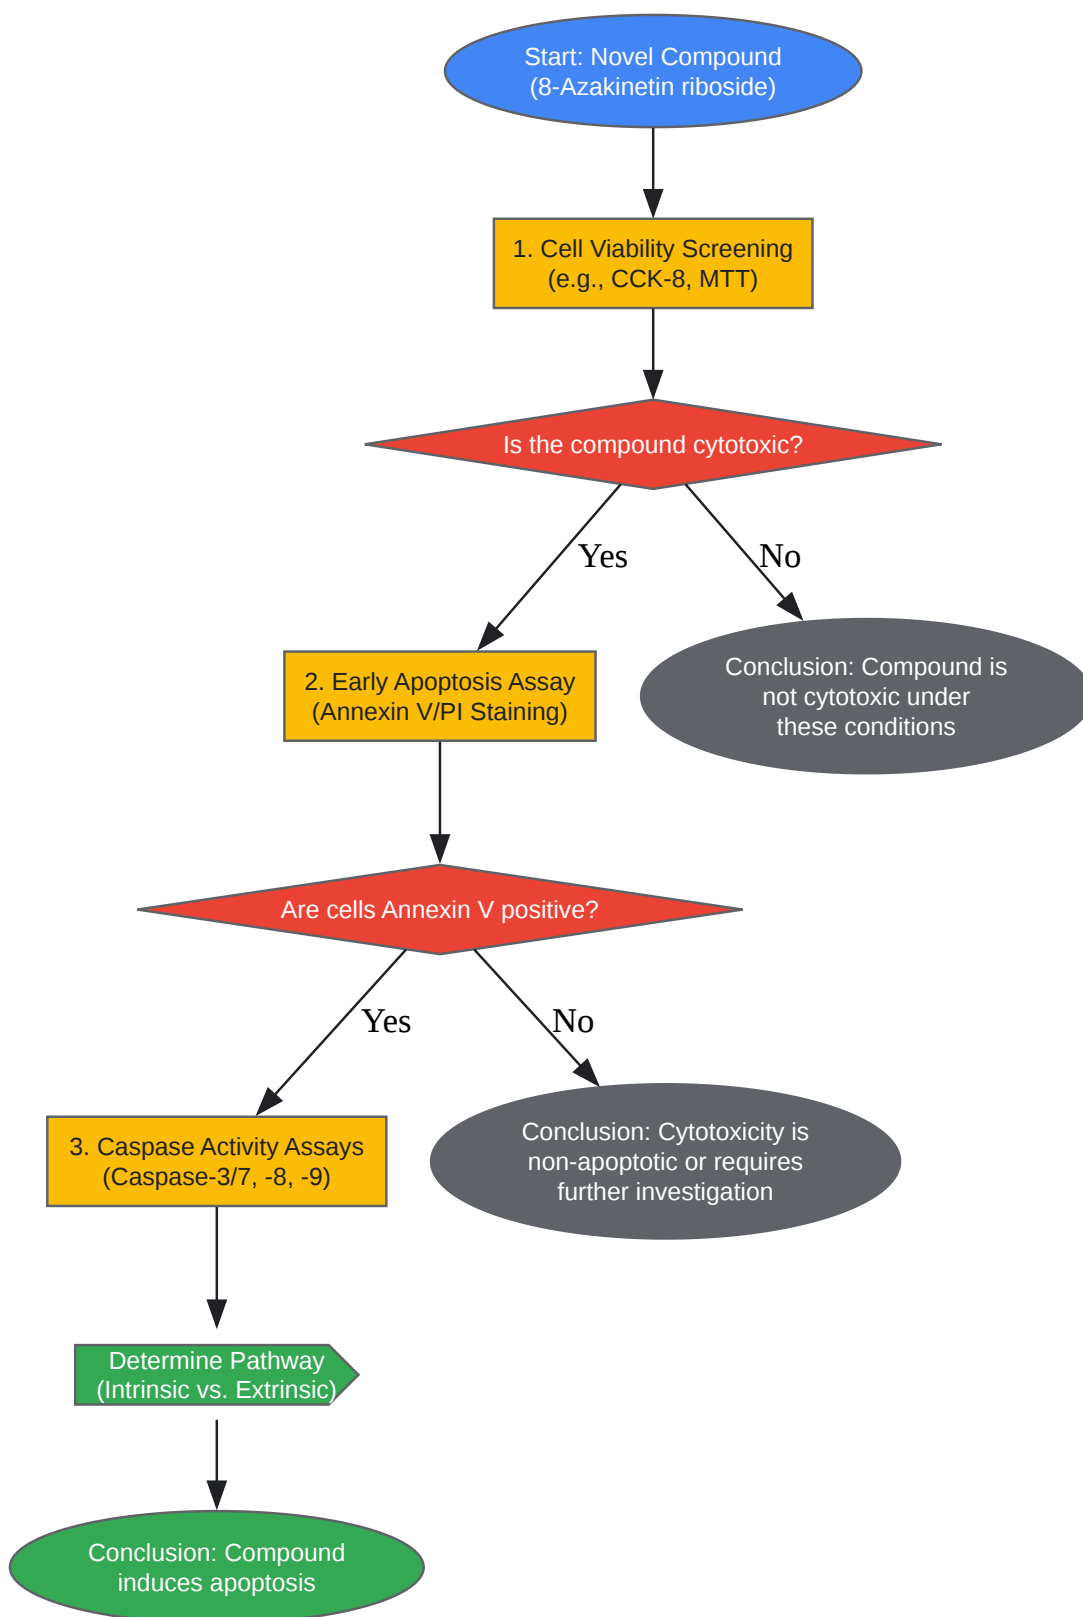 Start: Novel Compound
(8-Azakinetin riboside)
1. Cell Viability Screening
(e.g., CCK-8, MTT)
Is the compound cytotoxic?
Yes
No
2. Early Apoptosis Assay
(Annexin V/PI Staining)
Conclusion: Compound is
not cytotoxic under
these conditions
Are cells Annexin V positive?
Yes
No
3. Caspase Activity Assays
(Caspase-3/7, -8, -9)
Conclusion: Cytotoxicity is
non-apoptotic or requires
further investigation
Determine Pathway
(Intrinsic vs. Extrinsic)
Conclusion: Compound
induces apoptosis